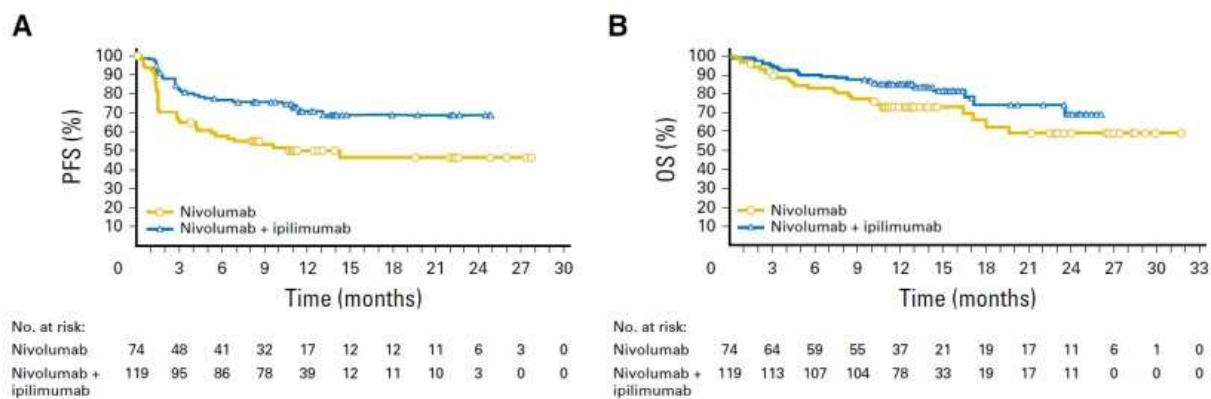 A
PFS (%)
100
90
80
70
60
50
40
30
20
10
Nivolumab
Nivolumab + ipilimumab
0 3 6 9 12 15 18 21 24 27 30
Time (months)
No. at risk:
Nivolumab 74 48 41 32 17 12 12 11 6 3 0
Nivolumab + 119 95 86 78 39 12 11 10 3 0 0
ipilimumab
B
OS (%)
100
90
80
70
60
50
40
30
20
10
Nivolumab
Nivolumab + ipilimumab
0 3 6 9 12 15 18 21 24 27 30 33
Time (months)
No. at risk:
Nivolumab 74 64 59 55 37 21 19 17 11 6 1 0
Nivolumab + 119 113 107 104 78 33 19 17 11 0 0 0
ipilimumab